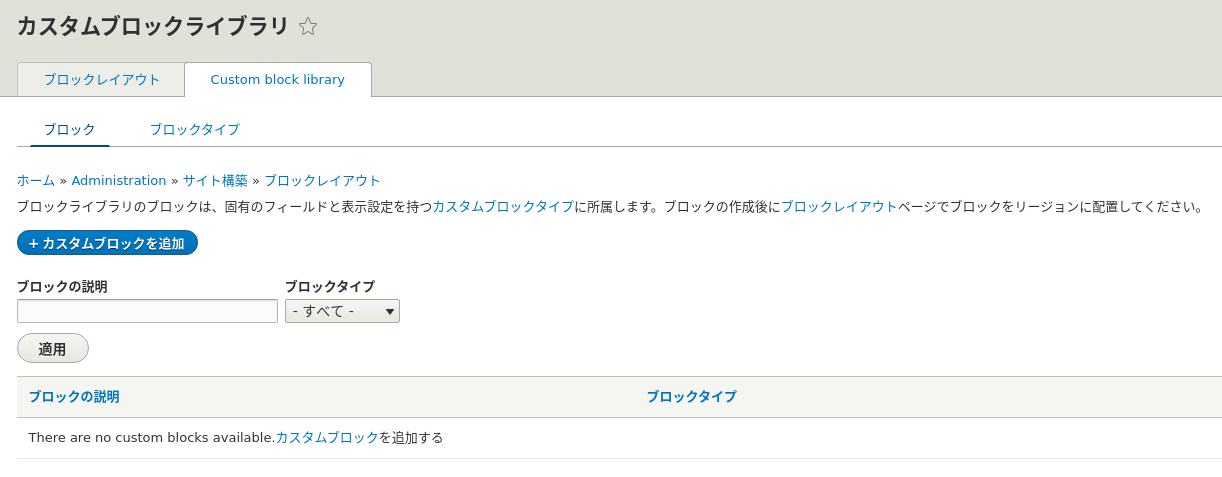 カスタムブロックライブラリ
ブロックレイアウト Custom block library
ブロック ブロックタイプ
ホーム » Administration » サイト構築 » ブロックレイアウト
ブロックライブラリのブロックは、固有のフィールドと表示設定を持つカスタムブロックタイプに所属します。ブロックの作成後にブロックレイアウトページでブロックをリージョンに配置してください。
+ カスタムブロックを追加
ブロックの説明 ブロックタイプ
- すべて -
適用
ブロックの説明 ブロックタイプ
There are no custom blocks available.カスタムブロックを追加する